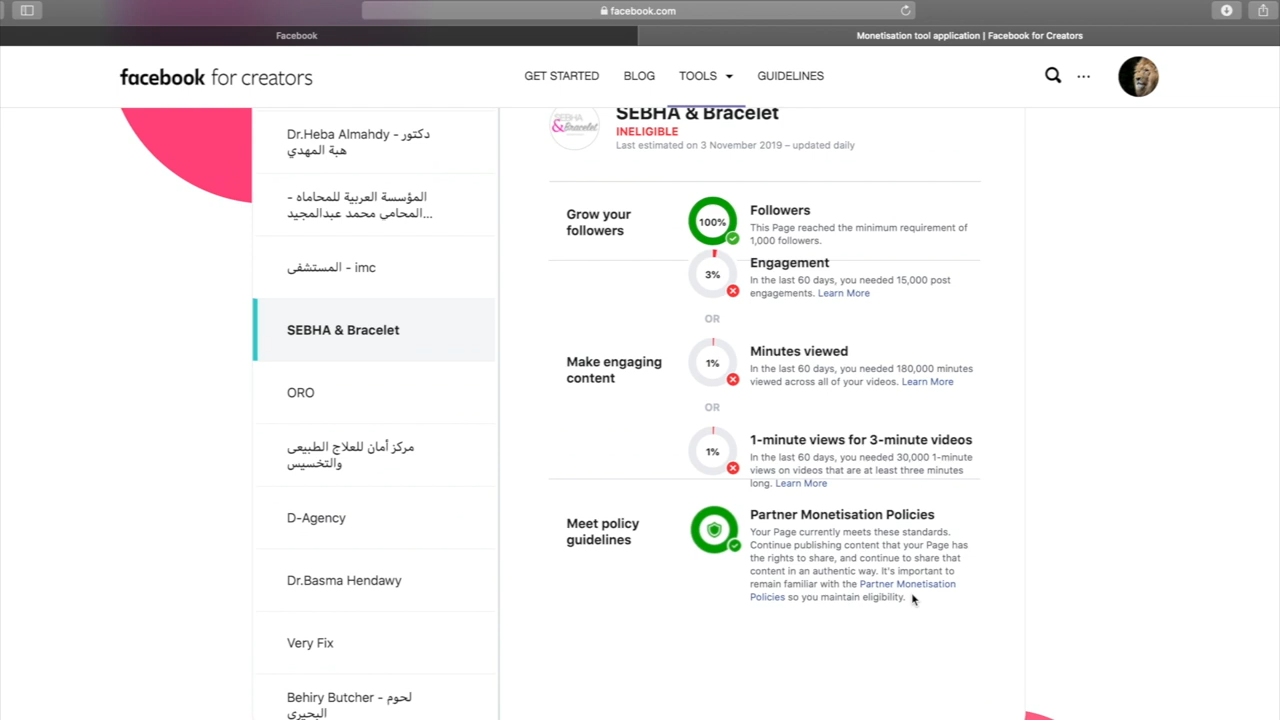 facebook.com
Facebook
Monetisation tool application | Facebook for Creators
facebook for creators
GET STARTED
BLOG
TOOLS
GUIDELINES
Dr.Heba Almahdy - دكتور
هبة المهدي
المؤسسة العربية للمحاماه -
المحامي محمد عبدالمجيد...
المستشفى - imc
SEBHA & Bracelet
ORO
مركز أمان للعلاج الطبيعى
والتخسيس
D-Agency
Dr.Basma Hendawy
Very Fix
Behiry Butcher - لحوم
البحيرى
SEBHA
& Bracelet
SEBHA & Bracelet
INELIGIBLE
Last estimated on 3 November 2019 – updated daily
Grow your
followers
100%
Followers
This Page reached the minimum requirement of
1,000 followers.
Make engaging
content
3%
Engagement
In the last 60 days, you needed 15,000 post
engagements. Learn More
OR
1%
Minutes viewed
In the last 60 days, you needed 180,000 minutes
viewed across all of your videos. Learn More
OR
1%
1-minute views for 3-minute videos
In the last 60 days, you needed 30,000 1-minute
views on videos that are at least three minutes
long. Learn More
Meet policy
guidelines
Partner Monetisation Policies
Your Page currently meets these standards.
Continue publishing content that your Page has
the rights to share, and continue to share that
content in an authentic way. It's important to
remain familiar with the Partner Monetisation
Policies so you maintain eligibility.